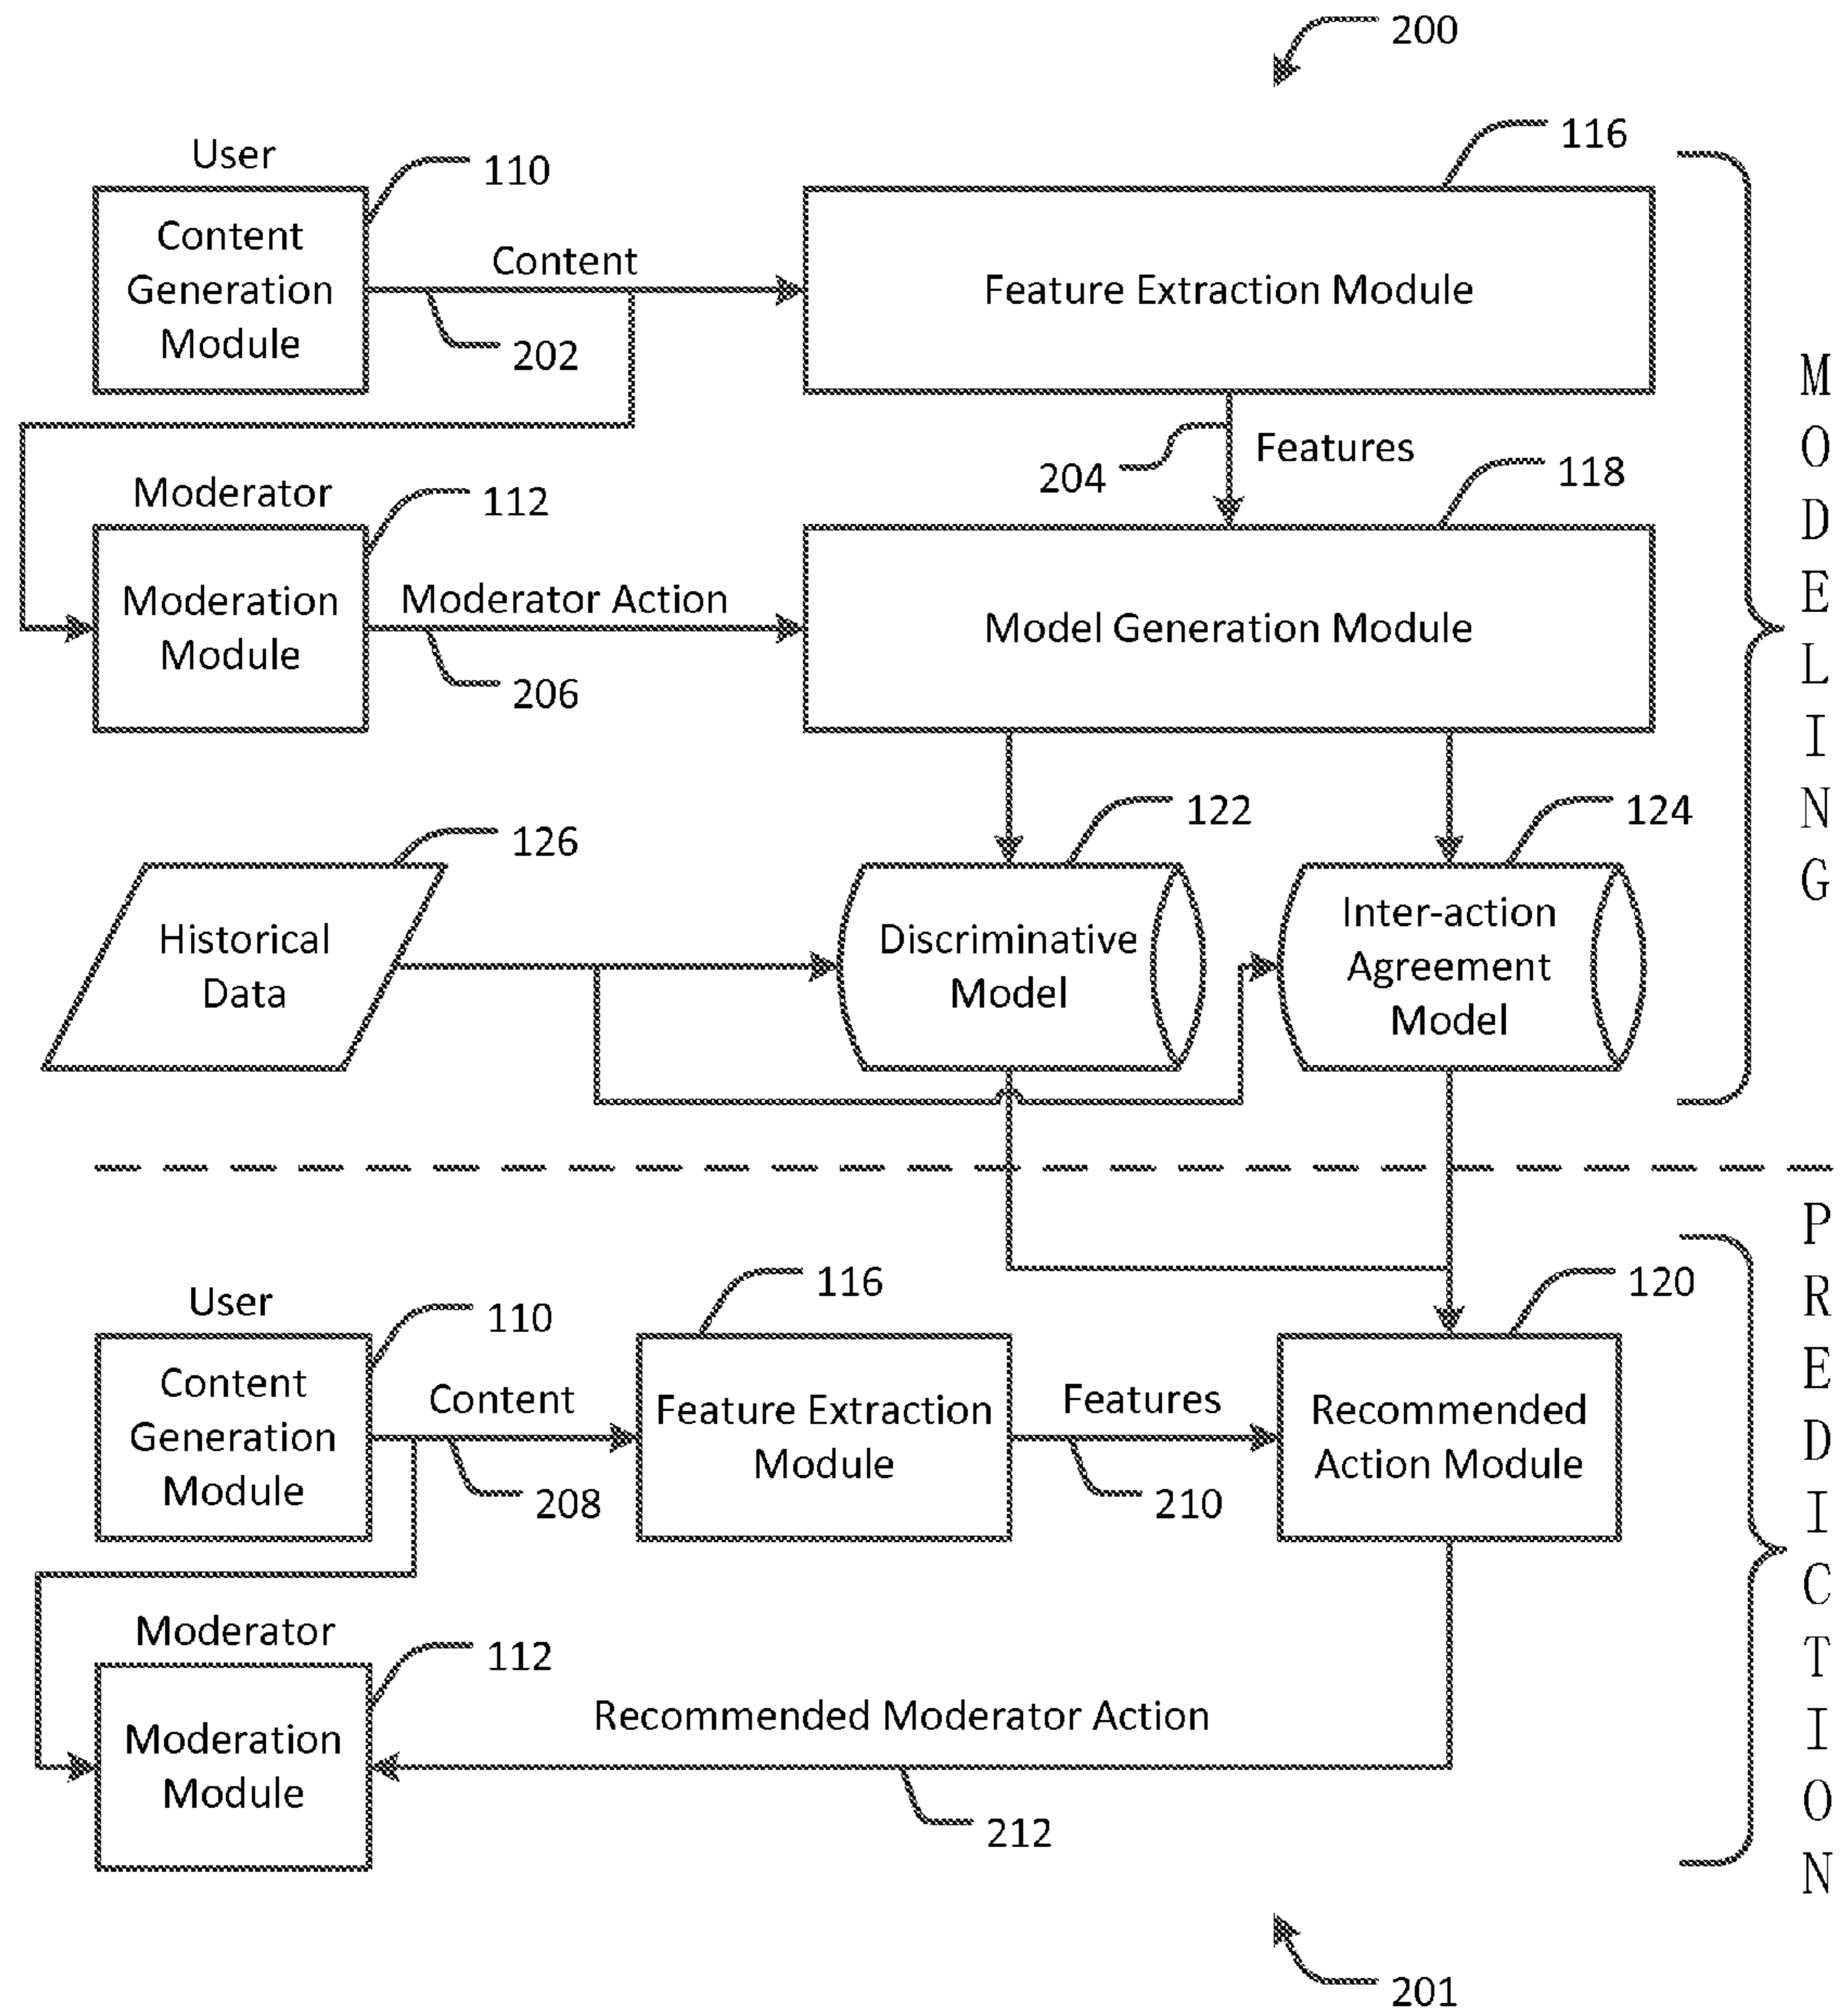 200
116
User
110
Content
Generation
Module
Content
202
Feature Extraction Module
204
Features
118
Moderator
112
Moderation
Module
Moderator Action
206
Model Generation Module
MODELING
126
Historical
Data
122
Discriminative
Model
124
Inter-action
Agreement
Model
PREDICTION
User
110
Content
Generation
Module
Content
208
116
Feature Extraction
Module
Features
210
120
Recommended
Action Module
Moderator
112
Moderation
Module
Recommended Moderator Action
212
201